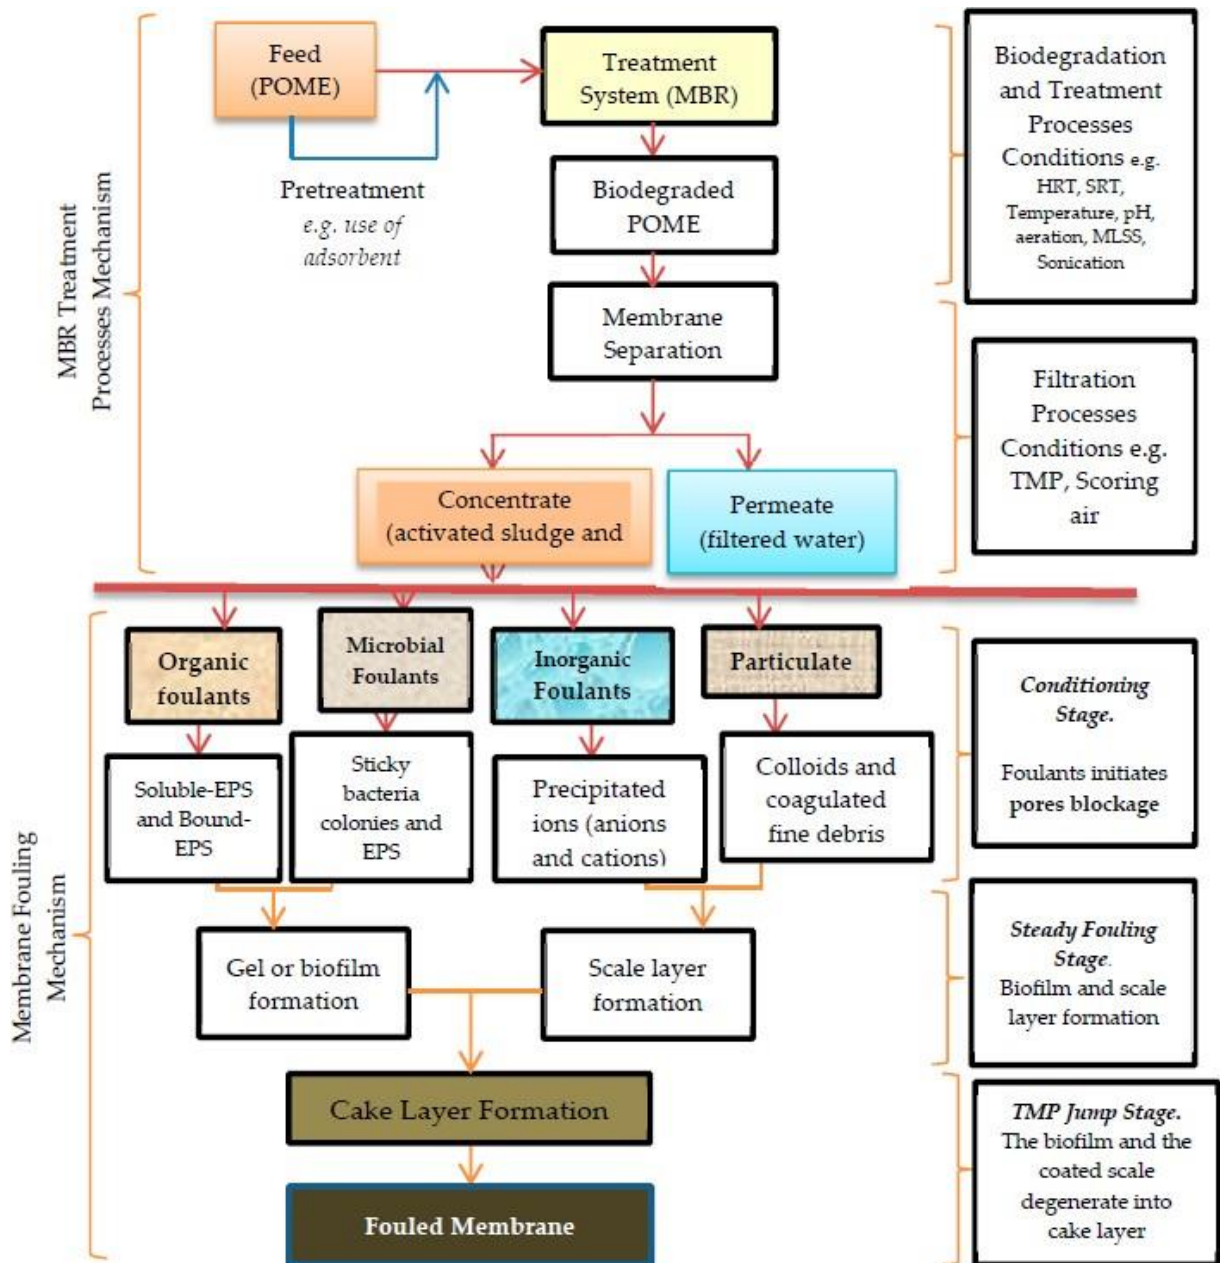 Feed
(POME)
Treatment
System (MBR)
Pretreatment
e.g. use of
adsorbent
Biodegraded
POME
Membrane
Separation
Concentrate
(activated sludge and
Permeate
(filtered water)
MBR Treatment
Processes Mechanism
Biodegradation
and Treatment
Processes
Conditions e.g.
HRT, SRT,
Temperature, pH,
aeration, MLSS,
Sonication
Filtration
Processes
Conditions e.g.
TMP, Scoring
air
Organic
foulants
Microbial
Foulants
Inorganic
Foulants
Particulate
Soluble-EPS
and Bound-
EPS
Sticky
bacteria
colonies and
EPS
Precipitated
ions (anions
and cations)
Colloids and
coagulated
fine debris
Gel or biofilm
formation
Scale layer
formation
Cake Layer Formation
Fouled Membrane
Membrane Fouling
Mechanism
Conditioning
Stage.
Foulants initiates
pores blockage
Steady Fouling
Stage.
Biofilm and scale
layer formation
TMP Jump Stage.
The biofilm and the
coated scale
degenerate into
cake layer